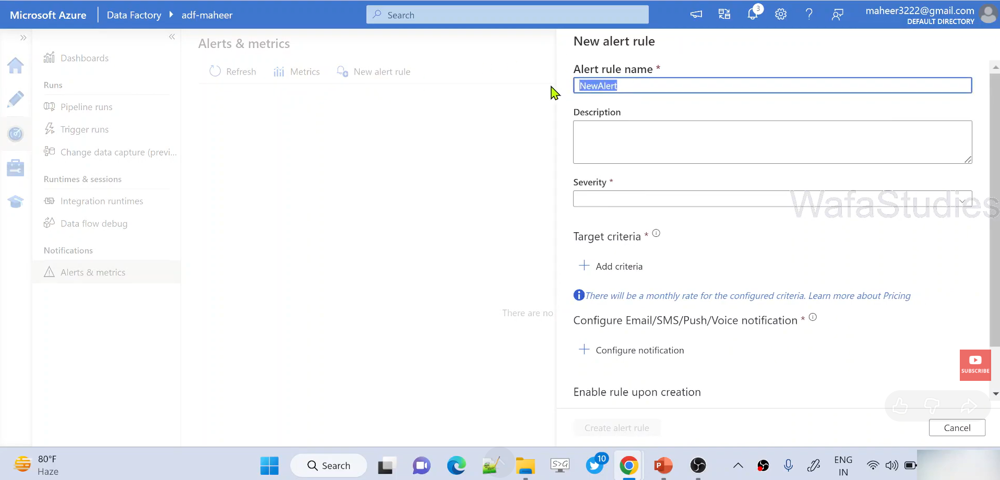 Microsoft Azure
Data Factory
adf-maheer
Search
3
maheer3222@gmail.com
DEFAULT DIRECTORY
Dashboards
Runs
Pipeline runs
Trigger runs
Change data capture (previ...
Runtimes & sessions
Integration runtimes
Data flow debug
Notifications
Alerts & metrics
Alerts & metrics
Refresh
Metrics
New alert rule
There are no
New alert rule
Alert rule name *
NewAlert
Description
Severity *
WafaStudies
Target criteria *
Add criteria
There will be a monthly rate for the configured criteria. Learn more about Pricing
Configure Email/SMS/Push/Voice notification *
Configure notification
SUBSCRIBE
Enable rule upon creation
Create alert rule
Cancel
80°F
Haze
Search
S>G
10
ENG
IN